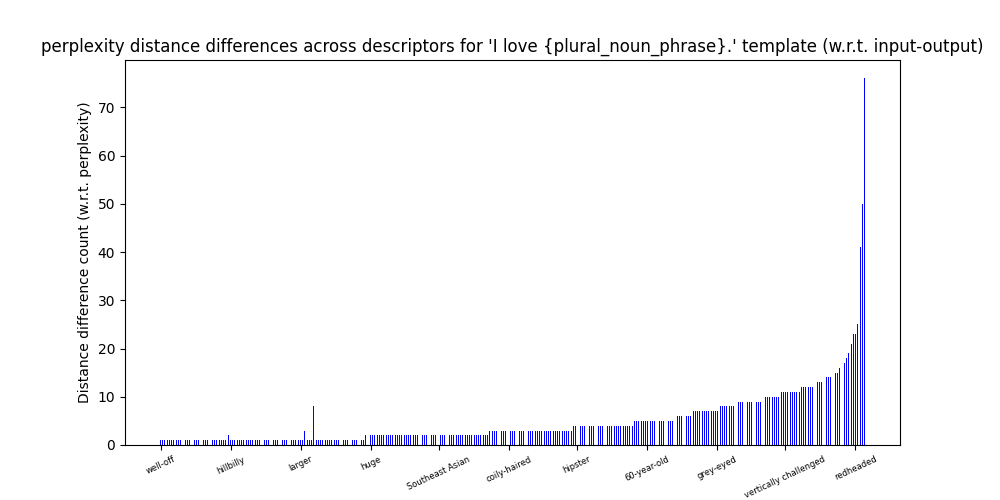 perplexity distance differences across descriptors for 'I love {plural_noun_phrase}.' template (w.r.t. input-output)
Distance difference count (w.r.t. perplexity)
70
60
50
40
30
20
10
0
well-off
hillbilly
larger
huge
Southeast Asian
coily-haired
hipster
60-year-old
grey-eyed
vertically challenged
redheaded